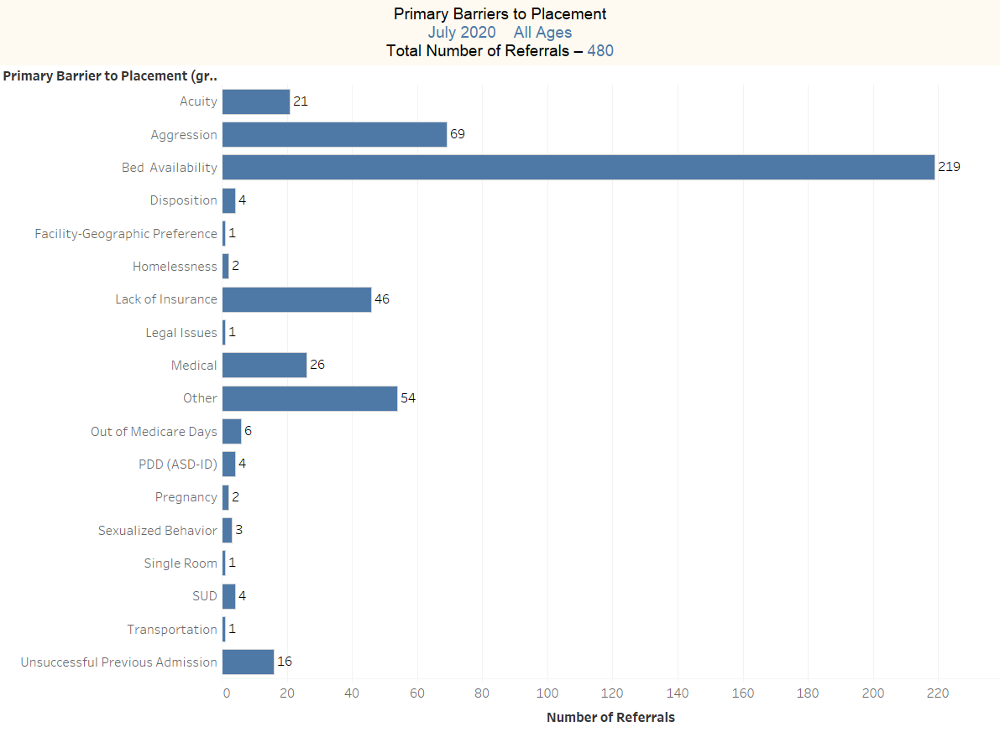 Primary Barriers to Placement
July 2020 All Ages
Total Number of Referrals – 480
Primary Barrier to Placement (gr..
Acuity 21
Aggression 69
Bed Availability 219
Disposition 4
Facility-Geographic Preference 1
Homelessness 2
Lack of Insurance 46
Legal Issues 1
Medical 26
Other 54
Out of Medicare Days 6
PDD (ASD-ID) 4
Pregnancy 2
Sexualized Behavior 3
Single Room 1
SUD 4
Transportation 1
Unsuccessful Previous Admission 16
0 20 40 60 80 100 120 140 160 180 200 220
Number of Referrals